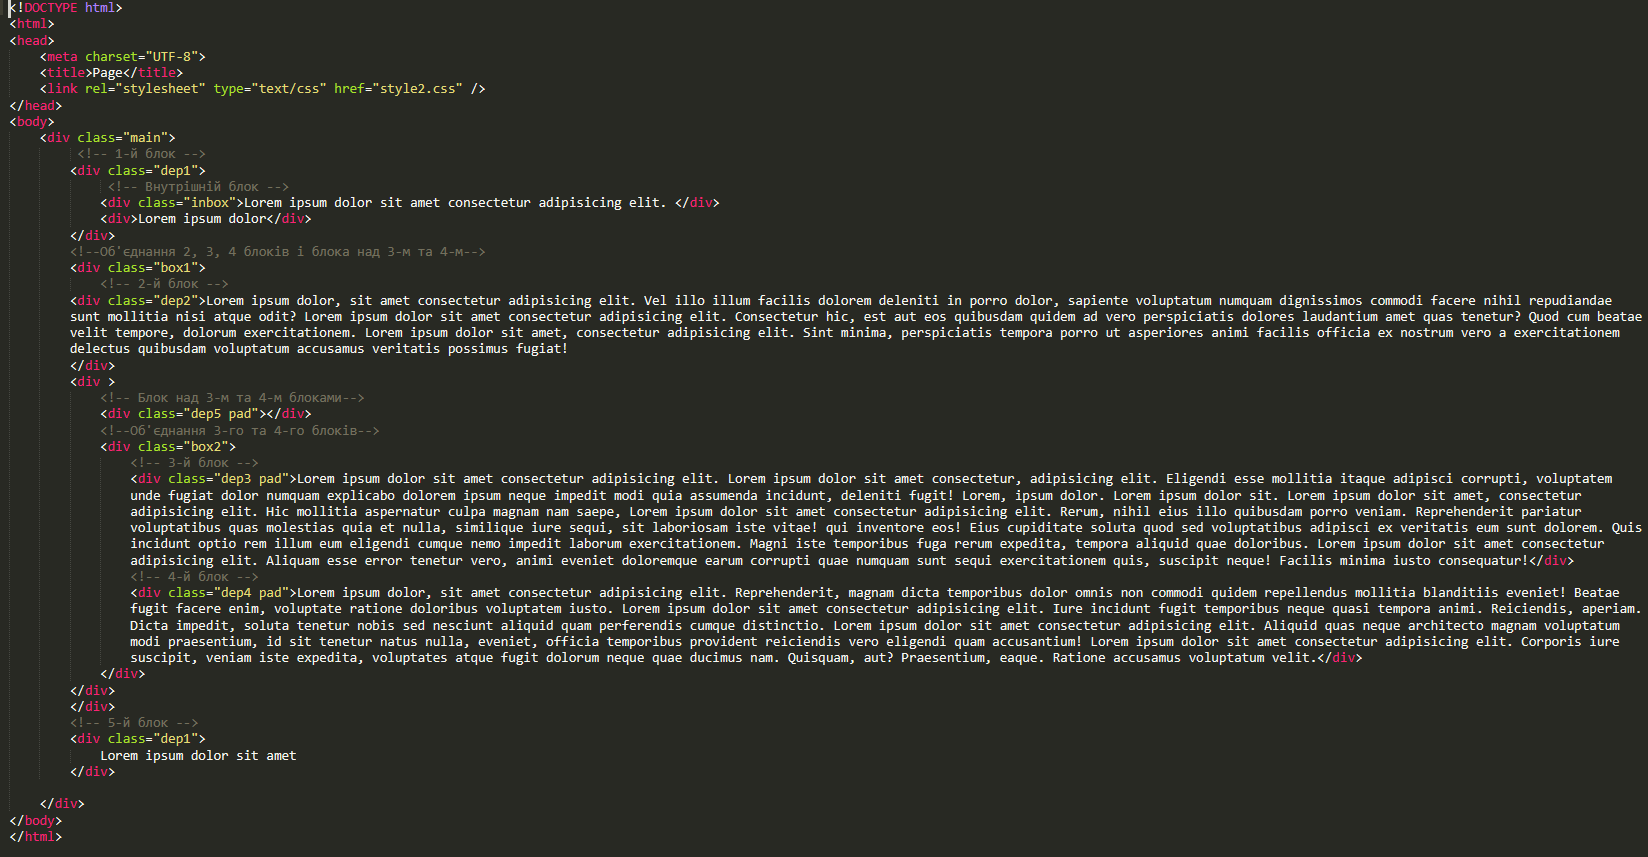 <!DOCTYPE html>
<html>
<head>
<meta charset="UTF-8">
<title>Page</title>
<link rel="stylesheet" type="text/css" href="style2.css" />
</head>
<body>
<div class="main">
<!-- 1-й блок -->
<div class="dep1">
<!-- Внутрішній блок -->
<div class="inbox">Lorem ipsum dolor sit amet consectetur adipisicing elit. </div>
<div>Lorem ipsum dolor</div>
</div>
<!--Об'єднання 2, 3, 4 блоків і блока над 3-м та 4-м-->
<div class="box1">
<!-- 2-й блок -->
<div class="dep2">Lorem ipsum dolor, sit amet consectetur adipisicing elit. Vel illo illum facilis dolorem deleniti in porro dolor, sapiente voluptatum numquam dignissimos commodi facere nihil repudiandae
sunt mollitia nisi atque odit? Lorem ipsum dolor sit amet consectetur adipisicing elit. Consectetur hic, est aut eos quibusdam quidem ad vero perspiciatis dolores laudantium amet quas tenetur? Quod cum beatae
velit tempore, dolorum exercitationem. Lorem ipsum dolor sit amet, consectetur adipisicing elit. Sint minima, perspiciatis tempora porro ut asperiores animi facilis officia ex nostrum vero a exercitationem
delectus quibusdam voluptatum accusamus veritatis possimus fugiat!
</div>
<div >
<!-- Блок над 3-м та 4-м блоками-->
<div class="dep5 pad"></div>
<!--Об'єднання 3-го та 4-го блоків-->
<div class="box2">
<!-- 3-й блок -->
<div class="dep3 pad">Lorem ipsum dolor sit amet consectetur adipisicing elit. Lorem ipsum dolor sit amet consectetur, adipisicing elit. Eligendi esse mollitia itaque adipisci corrupti, voluptatem
unde fugiat dolor numquam explicabo dolorem ipsum neque impedit modi quia assumenda incidunt, deleniti fugit! Lorem, ipsum dolor. Lorem ipsum dolor sit. Lorem ipsum dolor sit amet, consectetur
adipisicing elit. Hic mollitia aspernatur culpa magnam nam saepe, Lorem ipsum dolor sit amet consectetur adipisicing elit. Rerum, nihil eius illo quibusdam porro veniam. Reprehenderit pariatur
voluptatibus quas molestias quia et nulla, similique iure sequi, sit laboriosam iste vitae! qui inventore eos! Eius cupiditate soluta quod sed voluptatibus adipisci ex veritatis eum sunt dolorem. Quis
incidunt optio rem illum eum eligendi cumque nemo impedit laborum exercitationem. Magni iste temporibus fuga rerum expedita, tempora aliquid quae doloribus. Lorem ipsum dolor sit amet consectetur
adipisicing elit. Aliquam esse error tenetur vero, animi eveniet doloremque earum corrupti quae numquam sunt sequi exercitationem quis, suscipit neque! Facilis minima iusto consequatur!</div>
<!-- 4-й блок -->
<div class="dep4 pad">Lorem ipsum dolor, sit amet consectetur adipisicing elit. Reprehenderit, magnam dicta temporibus dolor omnis non commodi quidem repellendus mollitia blanditiis eveniet! Beatae
fugit facere enim, voluptate ratione doloribus voluptatem iusto. Lorem ipsum dolor sit amet consectetur adipisicing elit. Iure incidunt fugit temporibus neque quasi tempora animi. Reiciendis, aperiam.
Dicta impedit, soluta tenetur nobis sed nesciunt aliquid quam perferendis cumque distinctio. Lorem ipsum dolor sit amet consectetur adipisicing elit. Aliquid quas neque architecto magnam voluptatum
modi praesentium, id sit tenetur natus nulla, eveniet, officia temporibus provident reiciendis vero eligendi quam accusantium! Lorem ipsum dolor sit amet consectetur adipisicing elit. Corporis iure
suscipit, veniam iste expedita, voluptates atque fugit dolorum neque quae ducimus nam. Quisquam, aut? Praesentium, eaque. Ratione accusamus voluptatum velit.</div>
</div>
</div>
</div>
<!-- 5-й блок -->
<div class="dep1">
Lorem ipsum dolor sit amet
</div>
</div>
</body>
</html>